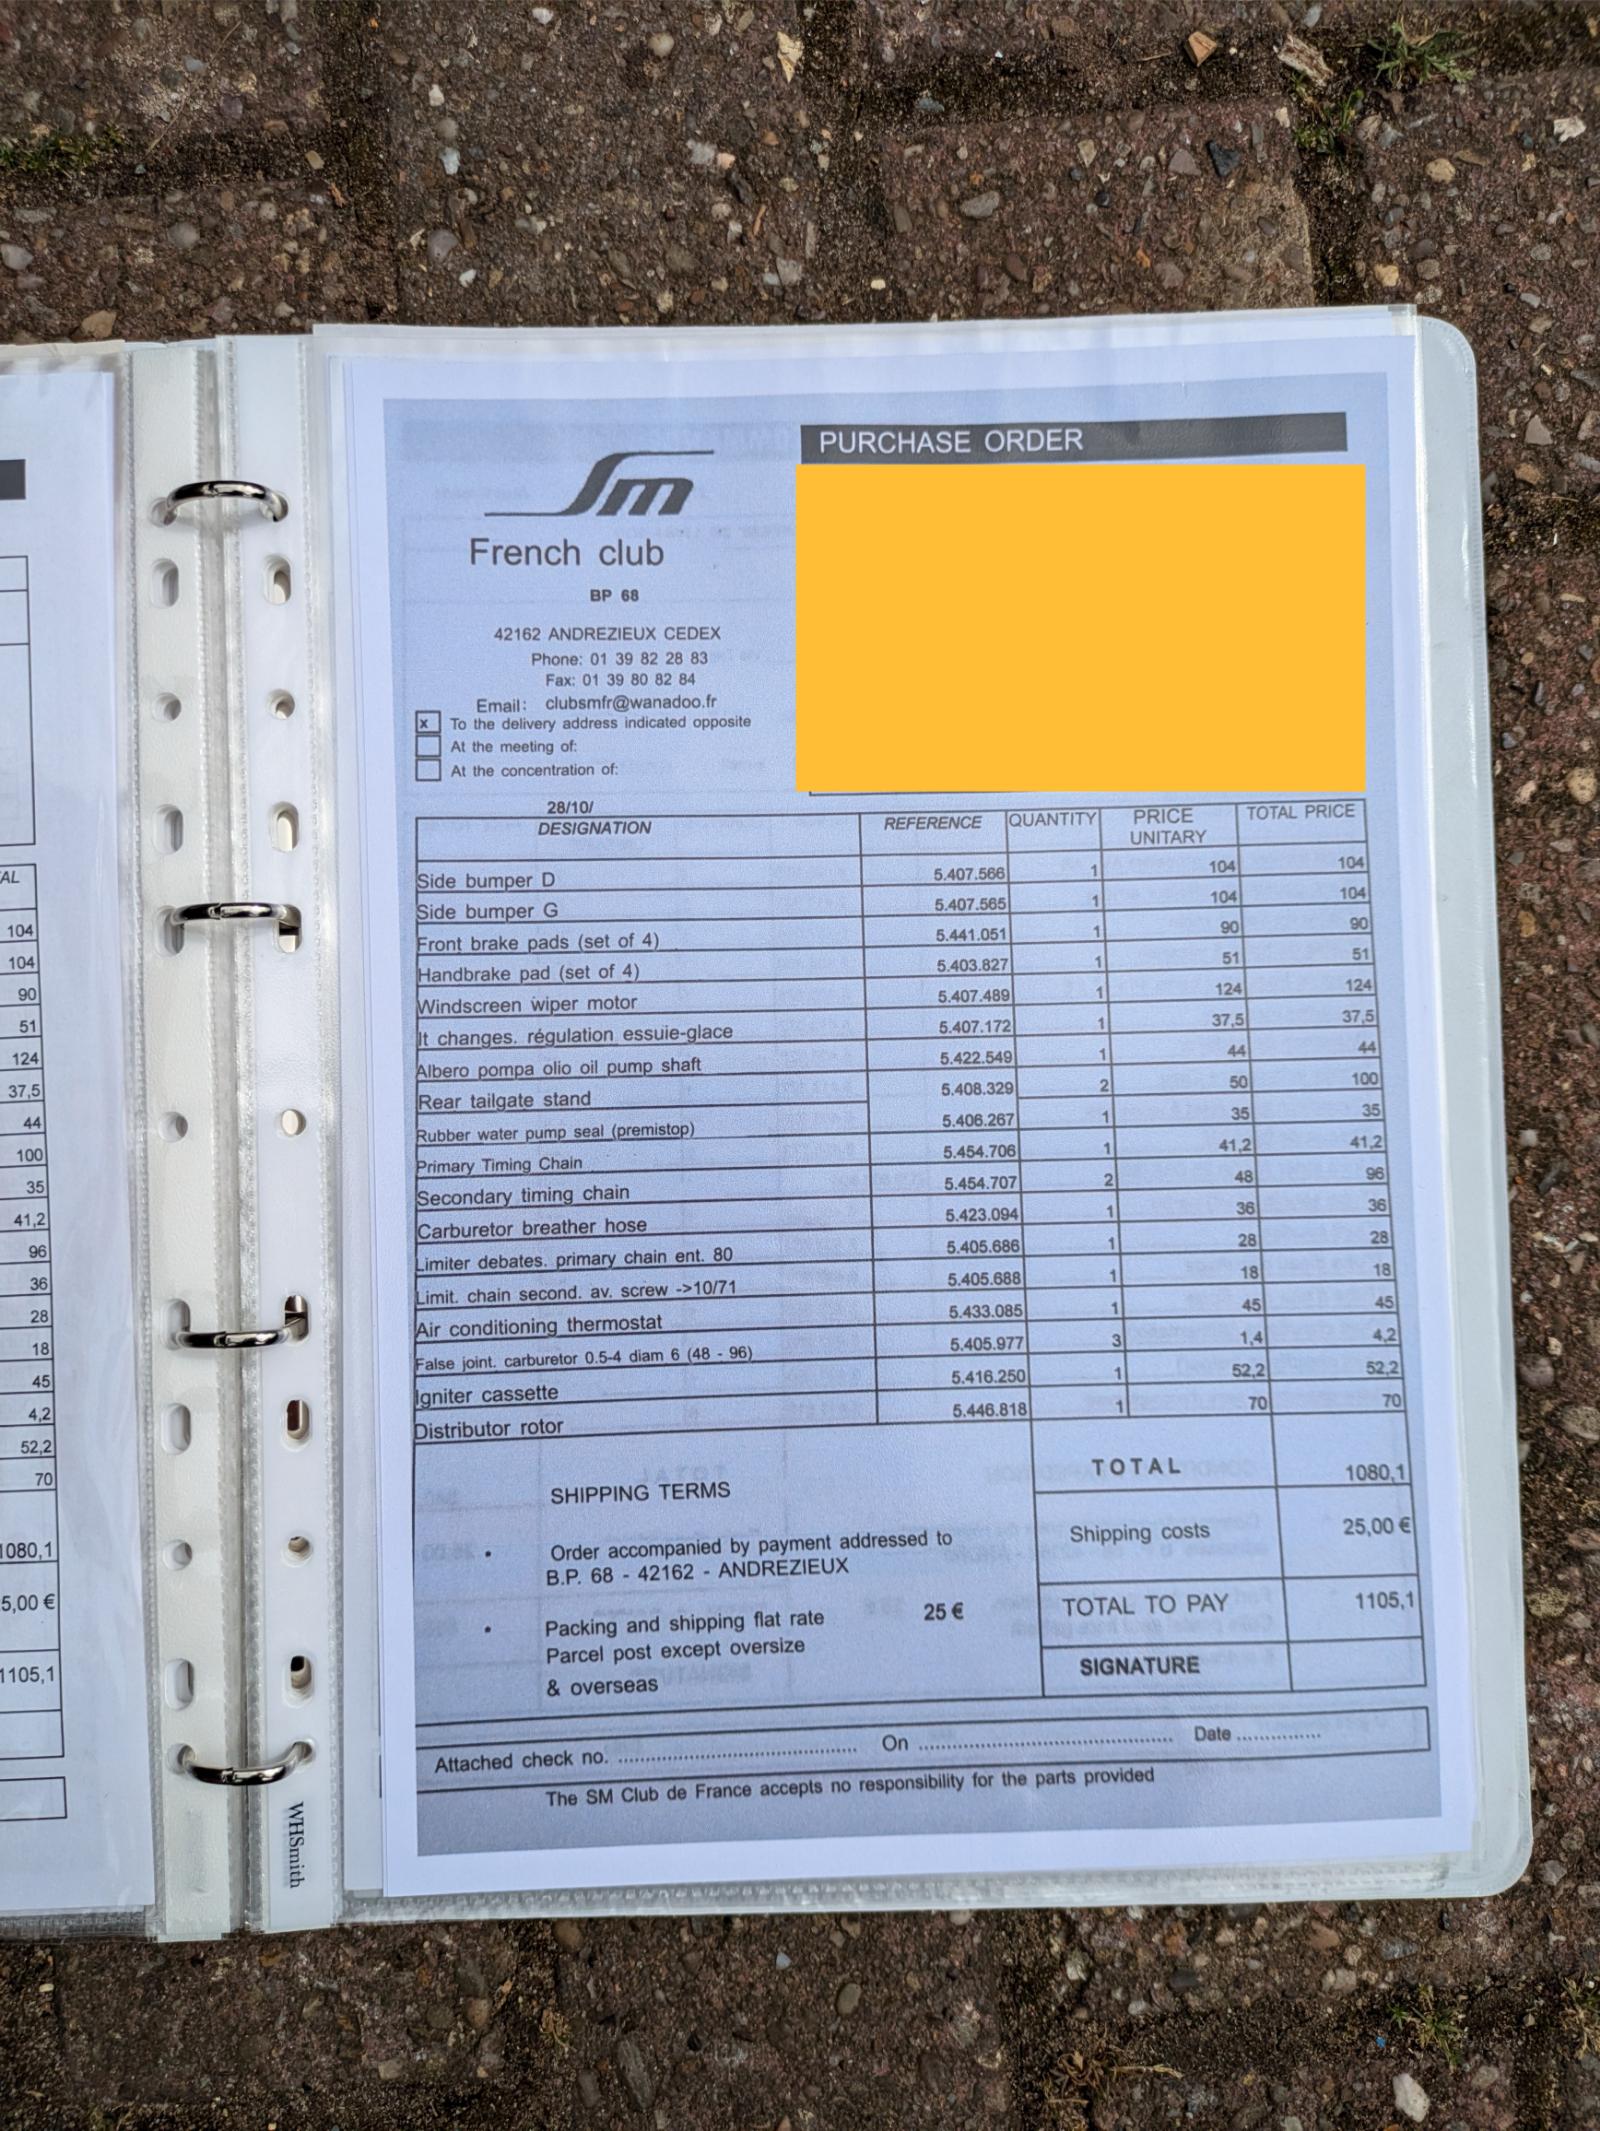 AL
104
104
90
51
124
37,5
44
100
35
41,2
96
36
28
18
45
4,2
52,2
70
1080,1
5,00 €
1105,1
WHSmith
PURCHASE ORDER
Sm
French club
BP 68
42162 ANDREZIEUX CEDEX
Phone: 01 39 82 28 83
Fax: 01 39 80 82 84
Email: clubsmfr@wanadoo.fr
x To the delivery address indicated opposite
At the meeting of:
At the concentration of:
28/10/
DESIGNATION REFERENCE QUANTITY PRICE UNITARY TOTAL PRICE
Side bumper D 5.407.566 1 104 104
Side bumper G 5.407.565 1 104 104
Front brake pads (set of 4) 5.441.051 1 90 90
Handbrake pad (set of 4) 5.403.827 1 51 51
Windscreen wiper motor 5.407.489 1 124 124
It changes. régulation essuie-glace 5.407.172 1 37,5 37,5
Albero pompa olio oil pump shaft 5.422.549 1 44 44
Rear tailgate stand 5.408.329 2 50 100
Rubber water pump seal (premistop) 5.406.267 1 35 35
Primary Timing Chain 5.454.706 1 41,2 41,2
Secondary timing chain 5.454.707 2 48 96
Carburetor breather hose 5.423.094 1 36 36
Limiter debates. primary chain ent. 80 5.405.686 1 28 28
Limit. chain second. av. screw ->10/71 5.405.688 1 18 18
Air conditioning thermostat 5.433.085 1 45 45
False joint. carburetor 0.5-4 diam 6 (48 - 96) 5.405.977 3 1,4 4,2
Igniter cassette 5.416.250 1 52,2 52,2
Distributor rotor 5.446.818 1 70 70
TOTAL 1080,1
SHIPPING TERMS
Shipping costs 25,00 €
• Order accompanied by payment addressed to
B.P. 68 - 42162 - ANDREZIEUX
TOTAL TO PAY 1105,1
• Packing and shipping flat rate 25 €
Parcel post except oversize
& overseas
SIGNATURE
Attached check no. .......... On .......... Date ..........
The SM Club de France accepts no responsibility for the parts provided